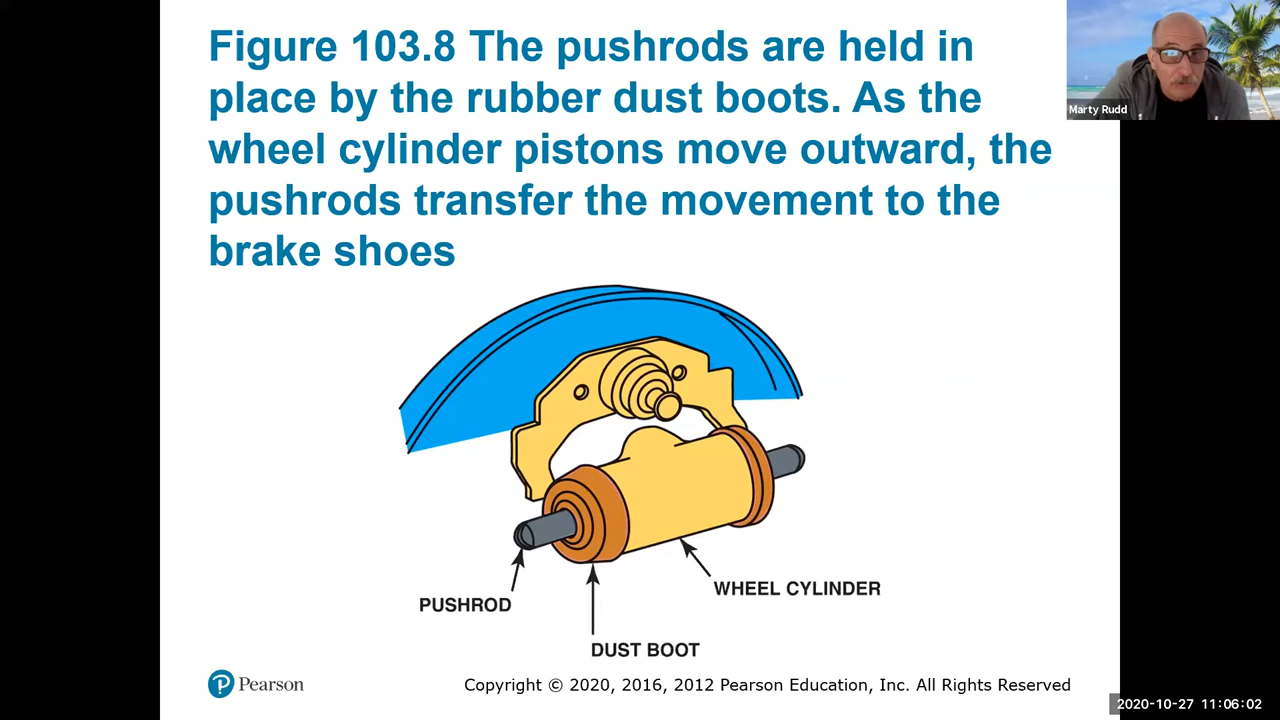 Figure 103.8 The pushrods are held in
place by the rubber dust boots. As the
wheel cylinder pistons move outward, the
pushrods transfer the movement to the
brake shoes
Marty Rudd
PUSHROD
WHEEL CYLINDER
DUST BOOT
Pearson
Copyright © 2020, 2016, 2012 Pearson Education, Inc. All Rights Reserved
2020-10-27 11:06:02